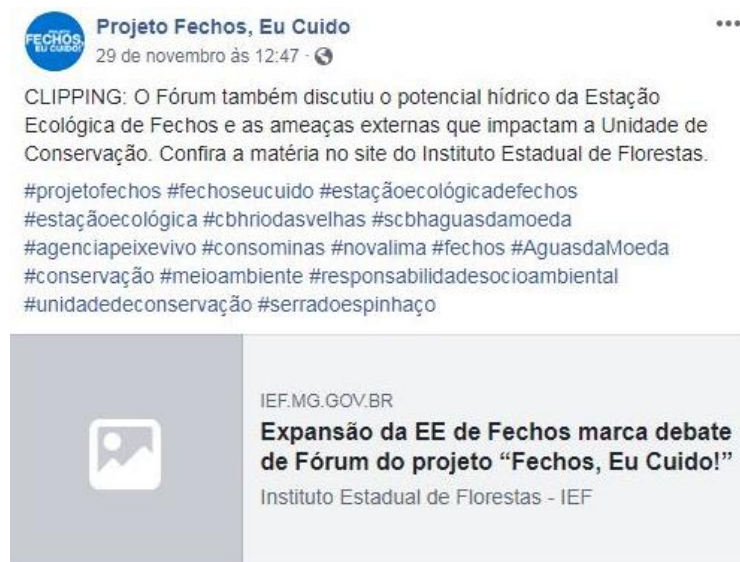 PROJETO
FECHOS,
EU CUIDO!
Projeto Fechos, Eu Cuido
29 de novembro às 12:47 ·
CLIPPING: O Fórum também discutiu o potencial hídrico da Estação
Ecológica de Fechos e as ameaças externas que impactam a Unidade de
Conservação. Confira a matéria no site do Instituto Estadual de Florestas.
#projetofechos #fechoseucuido #estaçãoecológicadefechos
#estaçãoecológica #cbhriodasvelhas #scbhaguasdamoeda
#agenciapeixevivo #consominas #novalima #fechos #AguasdaMoeda
#conservação #meioambiente #responsabilidadesocioambiental
#unidadedeconservação #serradoespinhaço
IEF.MG.GOV.BR
Expansão da EE de Fechos marca debate
de Fórum do projeto “Fechos, Eu Cuido!”
Instituto Estadual de Florestas - IEF